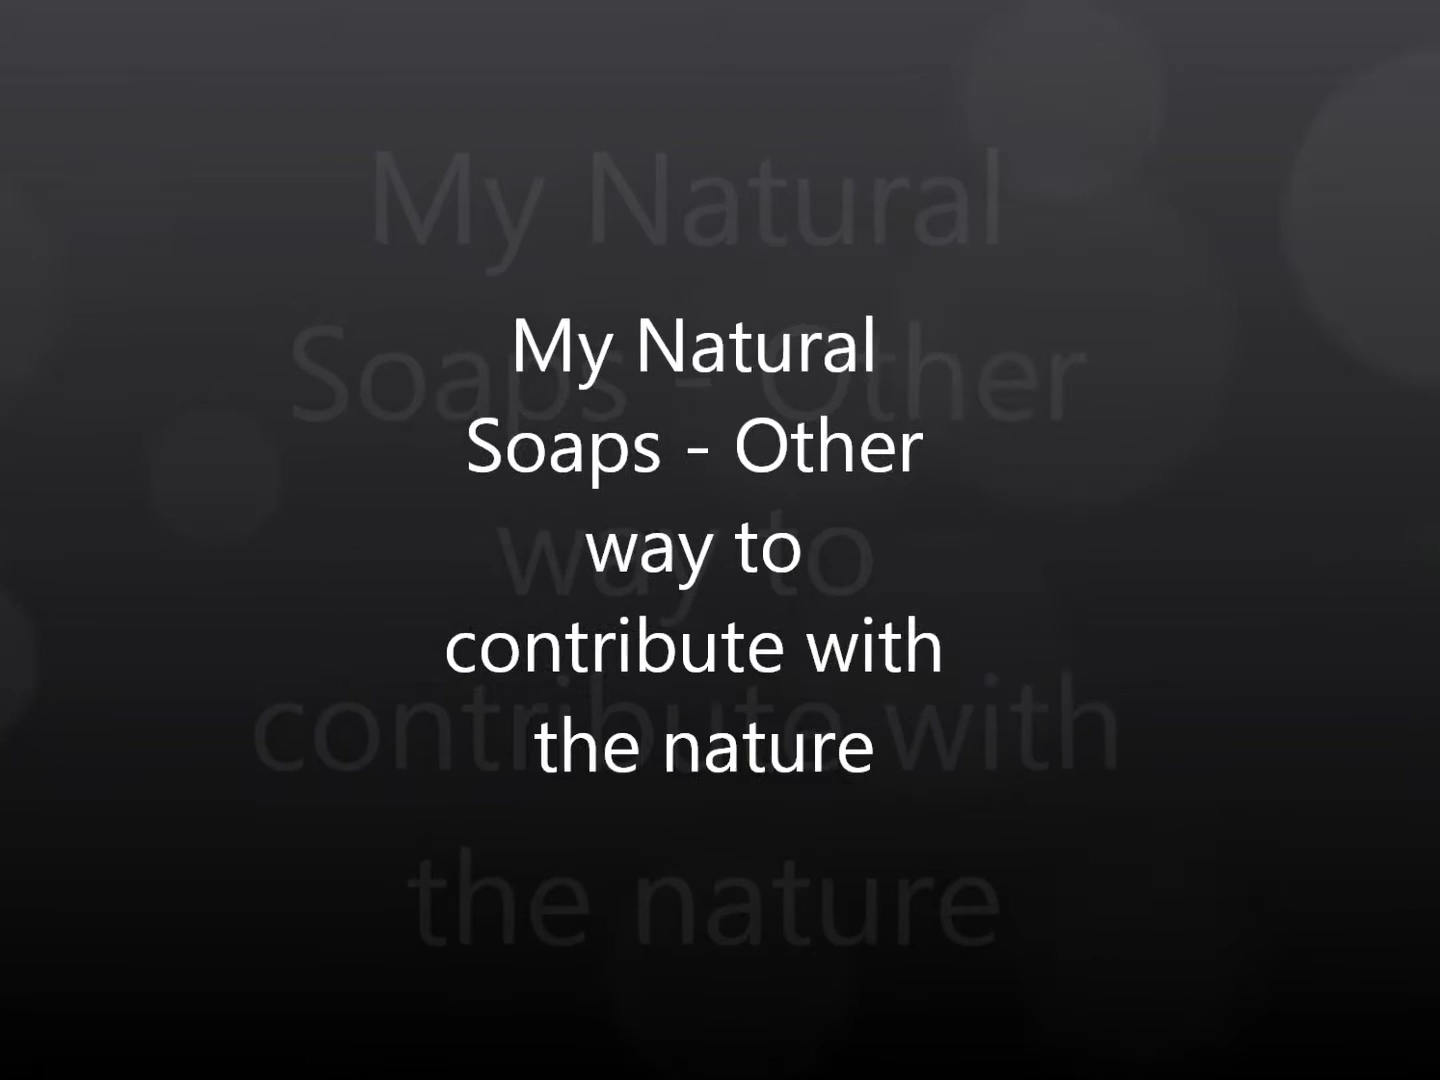 My Natural
Soaps - Other
way to
contribute with
the nature